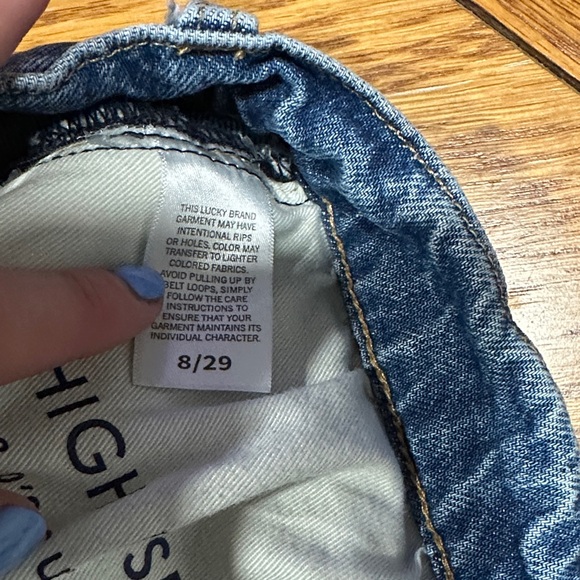 THIS LUCKY BRAND
GARMENT MAY HAVE
INTENTIONAL RIPS
OR HOLES. COLOR MAY
TRANSFER TO LIGHTER
COLORED FABRICS.
AVOID PULLING UP BY
BELT LOOPS, SIMPLY
FOLLOW THE CARE
INSTRUCTIONS TO
ENSURE THAT YOUR
GARMENT MAINTAINS ITS
INDIVIDUAL CHARACTER.
8/29
HIGH